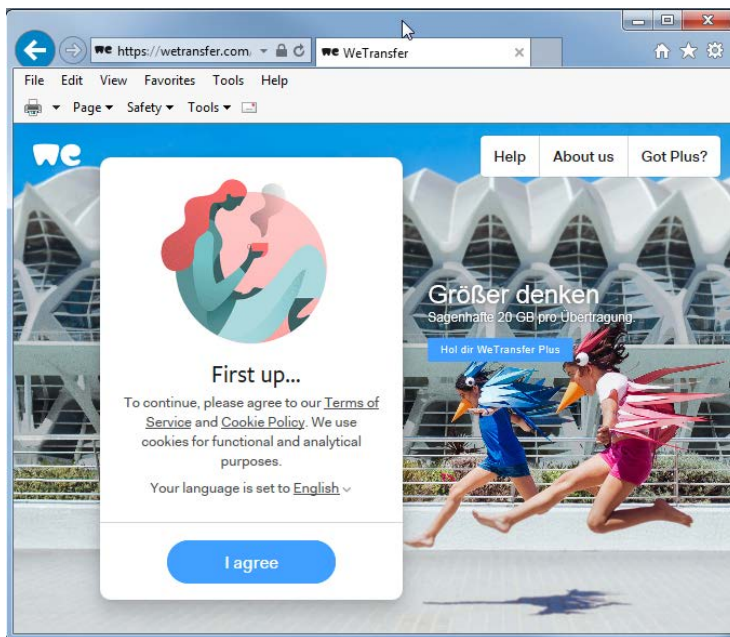 we https://wetransfer.com/
we WeTransfer
File Edit View Favorites Tools Help
Page Safety Tools
we
Help About us Got Plus?
Größer denken
Sagenhafte 20 GB pro Übertragung.
Hol dir WeTransfer Plus
First up...
To continue, please agree to our Terms of
Service and Cookie Policy. We use
cookies for functional and analytical
purposes.
Your language is set to English
I agree